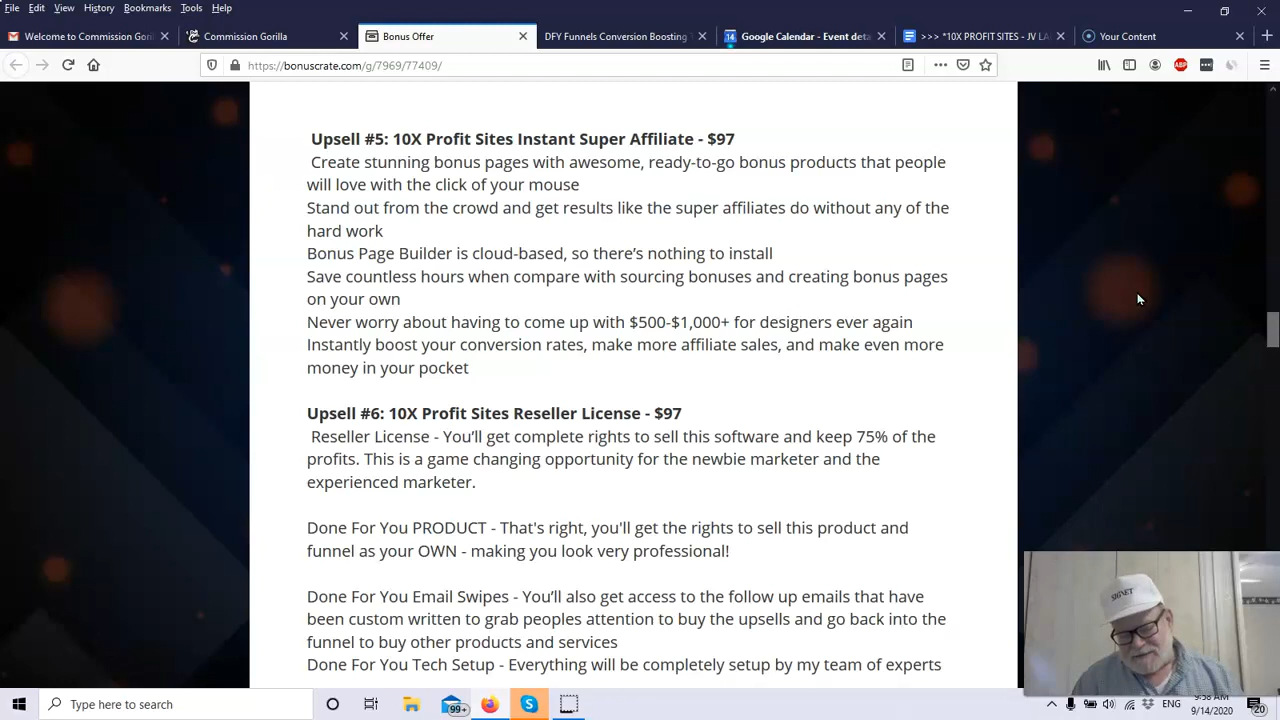 File Edit View History Bookmarks Tools Help
Welcome to Commission Goril
Commission Gorilla
Bonus Offer
DFY Funnels Conversion Boosting
14 Google Calendar - Event deta
>>> *10X PROFIT SITES - JV LA
Your Content
https://bonuscrate.com/g/7969/77409/
ABP
Upsell #5: 10X Profit Sites Instant Super Affiliate - $97
Create stunning bonus pages with awesome, ready-to-go bonus products that people
will love with the click of your mouse
Stand out from the crowd and get results like the super affiliates do without any of the
hard work
Bonus Page Builder is cloud-based, so there’s nothing to install
Save countless hours when compare with sourcing bonuses and creating bonus pages
on your own
Never worry about having to come up with $500-$1,000+ for designers ever again
Instantly boost your conversion rates, make more affiliate sales, and make even more
money in your pocket
Upsell #6: 10X Profit Sites Reseller License - $97
Reseller License - You’ll get complete rights to sell this software and keep 75% of the
profits. This is a game changing opportunity for the newbie marketer and the
experienced marketer.
Done For You PRODUCT - That's right, you'll get the rights to sell this product and
funnel as your OWN - making you look very professional!
Done For You Email Swipes - You’ll also get access to the follow up emails that have
been custom written to grab peoples attention to buy the upsells and go back into the
funnel to buy other products and services
Done For You Tech Setup - Everything will be completely setup by my team of experts
SIGNET
Type here to search
99+
ENG
9:58 AM
9/14/2020
20